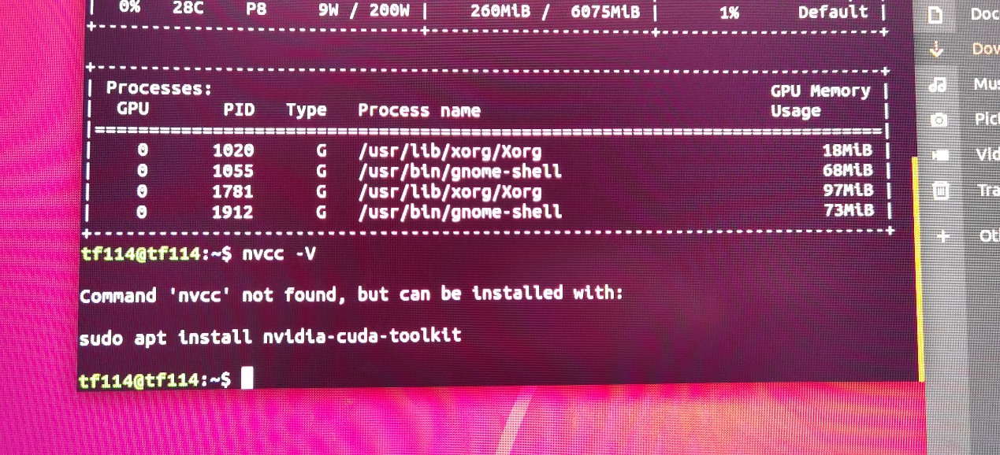 | 0% 28C P8 9W / 200W | 260MiB / 6075MiB | 1% Default |
+-------------------------------+----------------------+----------------------+
+-----------------------------------------------------------------------------+
| Processes: GPU Memory |
| GPU PID Type Process name Usage |
|=============================================================================|
| 0 1020 G /usr/lib/xorg/Xorg 18MiB |
| 0 1055 G /usr/bin/gnome-shell 68MiB |
| 0 1781 G /usr/lib/xorg/Xorg 97MiB |
| 0 1912 G /usr/bin/gnome-shell 73MiB |
+-----------------------------------------------------------------------------+
tf114@tf114:~$ nvcc -V
Command 'nvcc' not found, but can be installed with:
sudo apt install nvidia-cuda-toolkit
tf114@tf114:~$
Doc
Dow
Mus
Pict
Vid
Tra
+ Ot